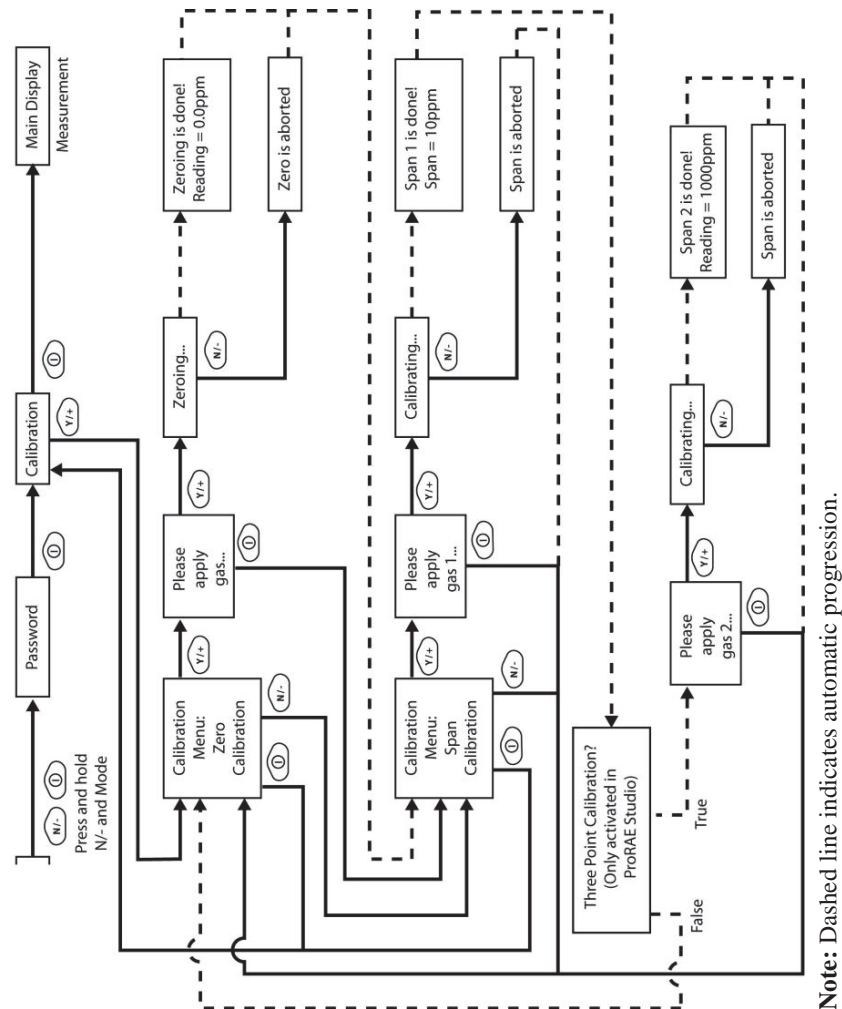 N/-
Press and hold
N/- and Mode
Password
Calibration
Y/+
Main Display
Measurement
Calibration
Menu:
Zero
Calibration
N/-
Y/+
Please
apply
gas...
Y/+
Zeroing...
N/-
Zeroing is done!
Reading = 0.0ppm
Zero is aborted
Calibration
Menu:
Span
Calibration
N/-
Y/+
Please
apply
gas 1...
Y/+
Calibrating...
N/-
Span 1 is done!
Span = 10ppm
Span is aborted
Three Point Calibration?
(Only activated in
ProRAE Studio)
False
True
Please
apply
gas 2...
Y/+
Calibrating...
N/-
Span 2 is done!
Reading = 1000ppm
Span is aborted
Note: Dashed line indicates automatic progression.